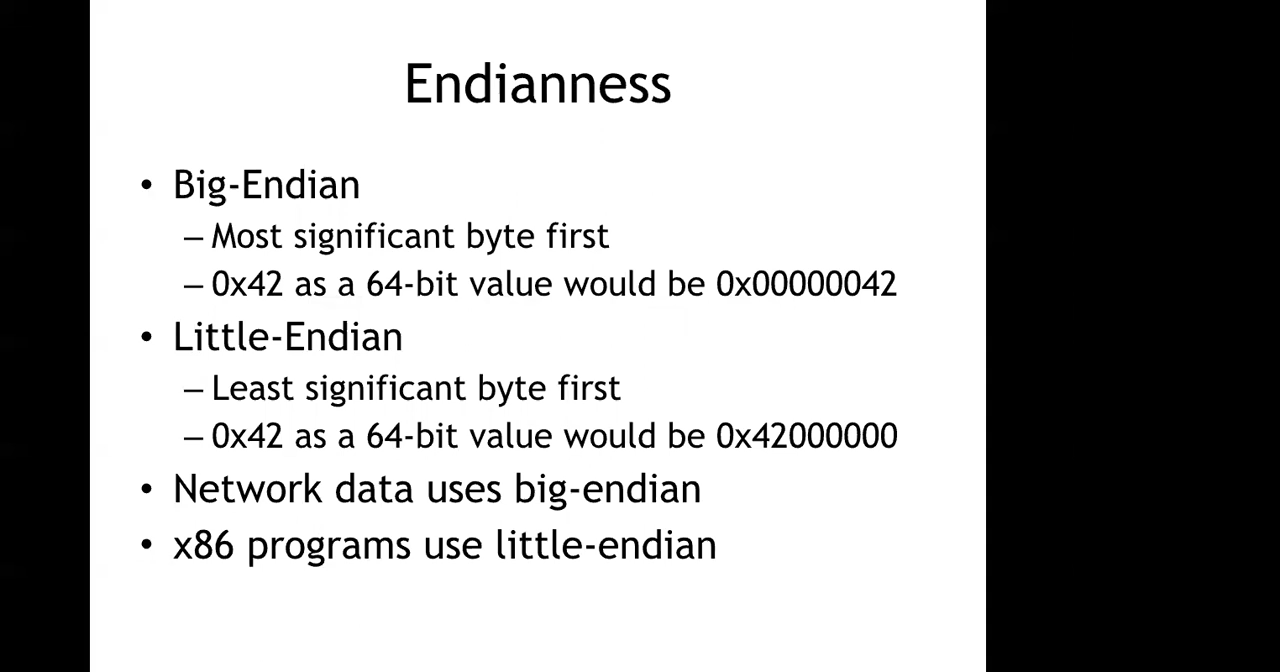 Endianness
• Big-Endian
– Most significant byte first
– 0x42 as a 64-bit value would be 0x00000042
• Little-Endian
– Least significant byte first
– 0x42 as a 64-bit value would be 0x42000000
• Network data uses big-endian
• x86 programs use little-endian